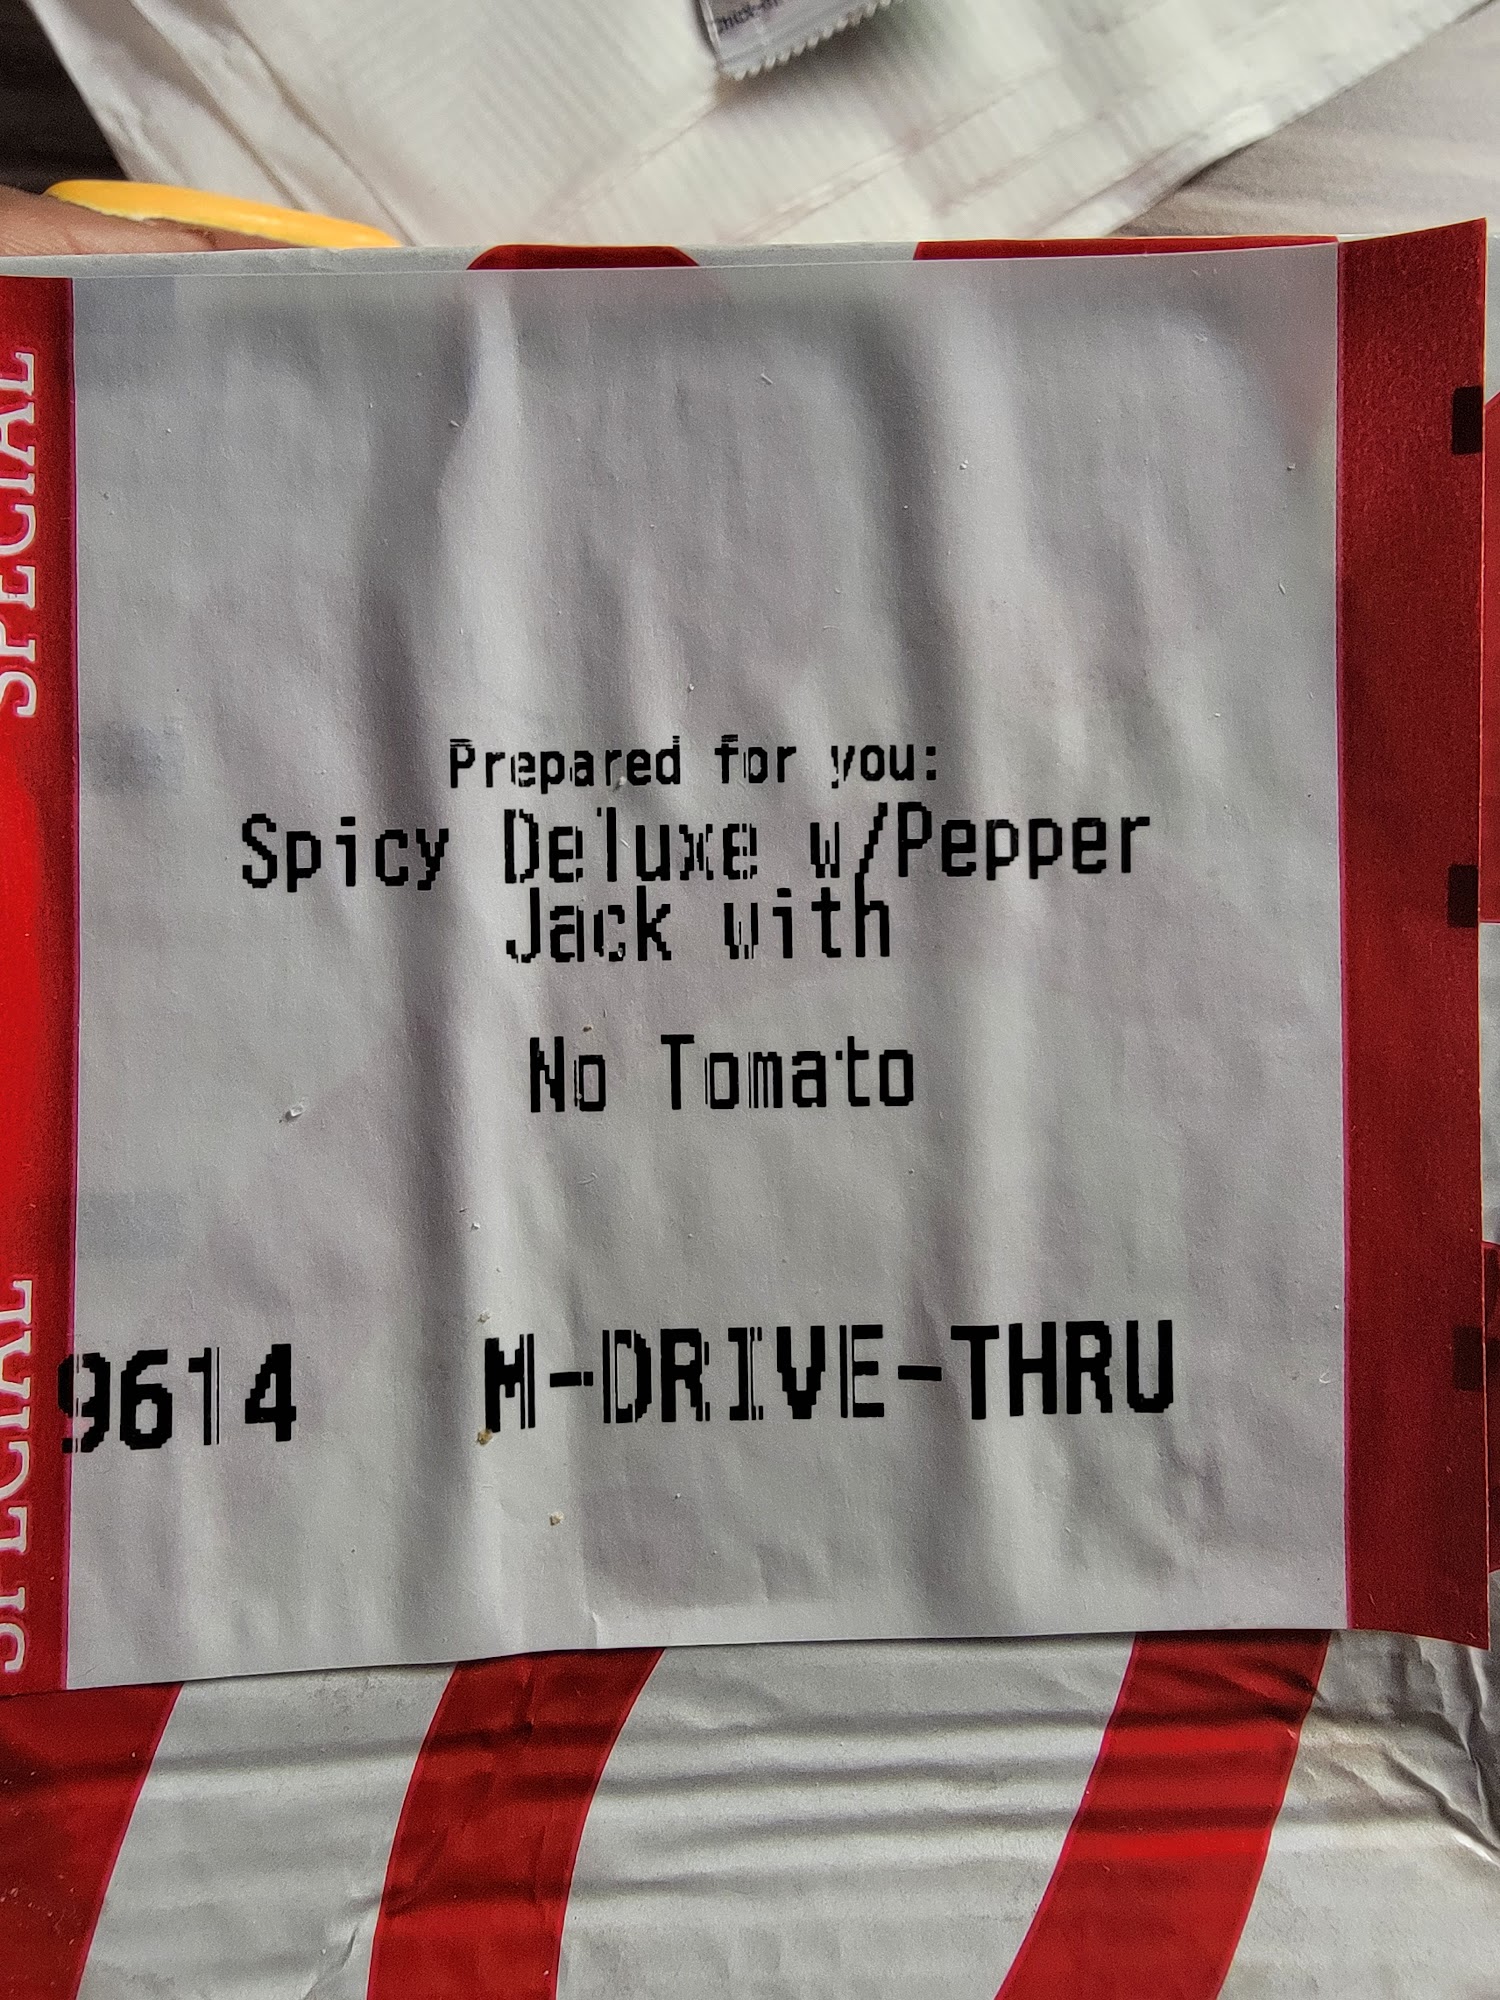 Prepared for you:
Spicy Deluxe w/Pepper
Jack with
No Tomato
9614 M-DRIVE-THRU
SPECIAL
SPECIAL